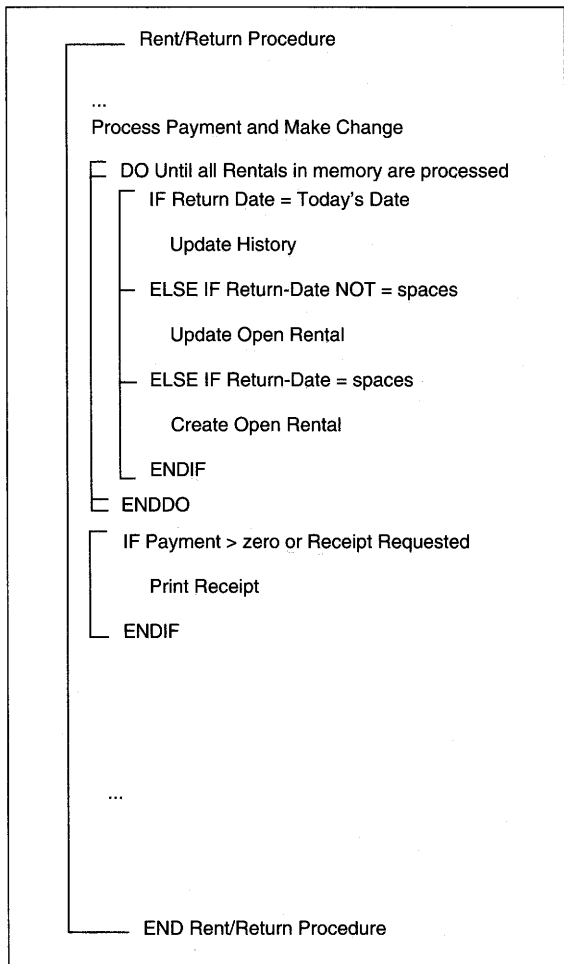 Rent/Return Procedure
...
Process Payment and Make Change
DO Until all Rentals in memory are processed
IF Return Date = Today's Date
Update History
ELSE IF Return-Date NOT = spaces
Update Open Rental
ELSE IF Return-Date = spaces
Create Open Rental
ENDIF
ENDDO
IF Payment > zero or Receipt Requested
Print Receipt
ENDIF
...
END Rent/Return Procedure